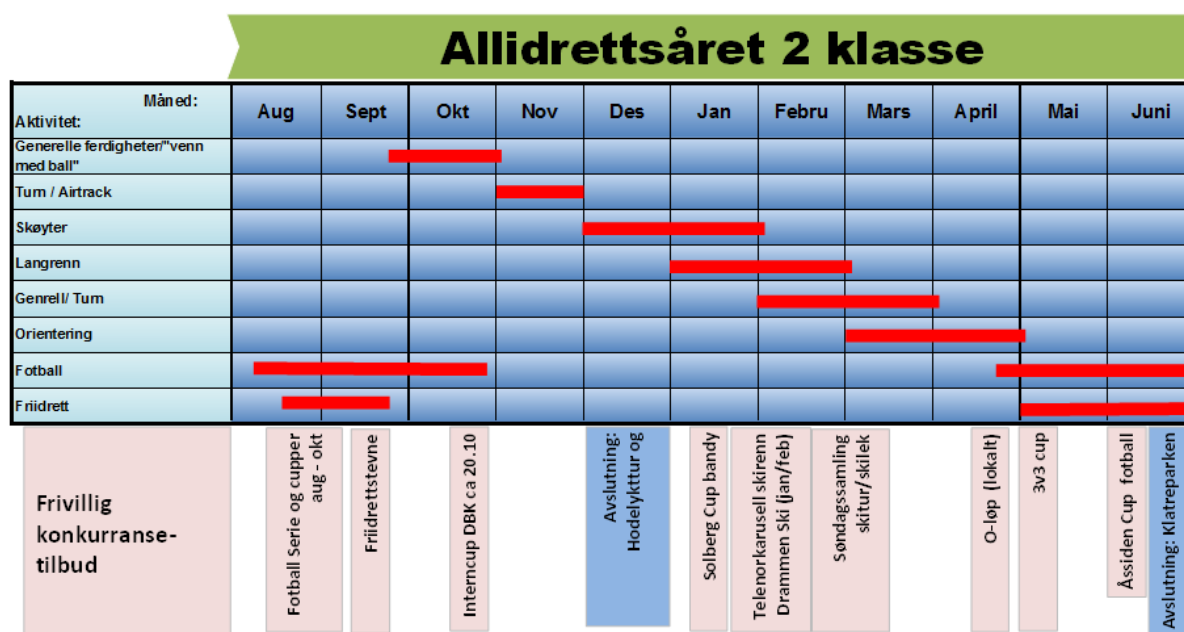 Allidrettsåret 2 klasse
Måned:
Aktivitet:
Aug
Sept
Okt
Nov
Des
Jan
Febru
Mars
April
Mai
Juni
Generelle ferdigheter/"venn
med ball"
Turn / Airtrack
Skøyter
Langrenn
Genrell/ Turn
Orientering
Fotball
Friidrett
Frivillig
konkurranse-
tilbud
Fotball Serie og cupper
aug - okt
Friidrettstevne
Interncup DBK ca 20.10
Avslutning:
Hodelykttur og
Solberg Cup bandy
Telenorkarusell skirenn
Drammen Ski (jan/feb)
Søndagssamling
skitur/skilek
O-løp (lokalt)
3v3 cup
Åssiden Cup fotball
Avslutning: Klatreparken